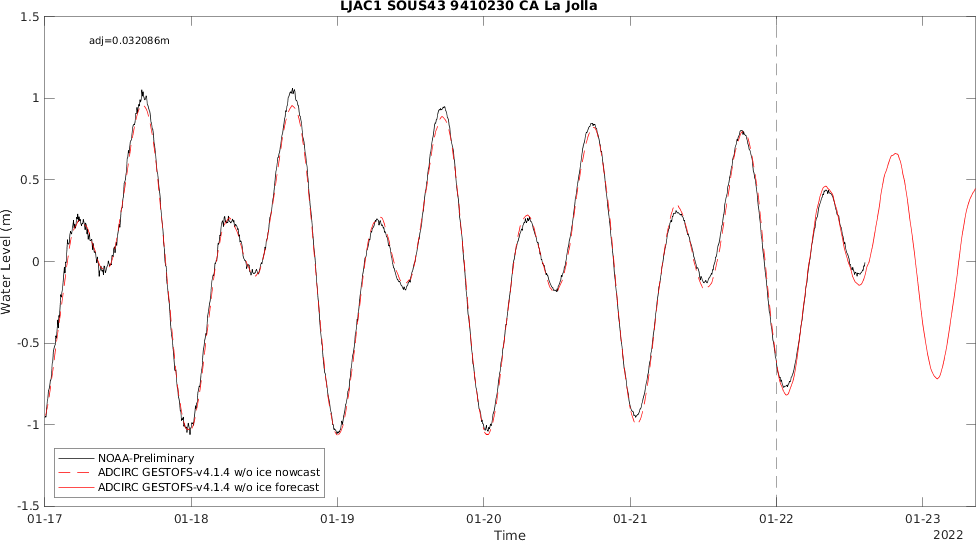 LJAC1 SOUS43 9410230 CA La Jolla
adj=0.032086m
1.5
1
0.5
0
-0.5
-1
-1.5
Water Level (m)
NOAA-Preliminary
ADCIRC GESTOFS-v4.1.4 w/o ice nowcast
ADCIRC GESTOFS-v4.1.4 w/o ice forecast
01-17 01-18 01-19 01-20 01-21 01-22 01-23
Time
2022